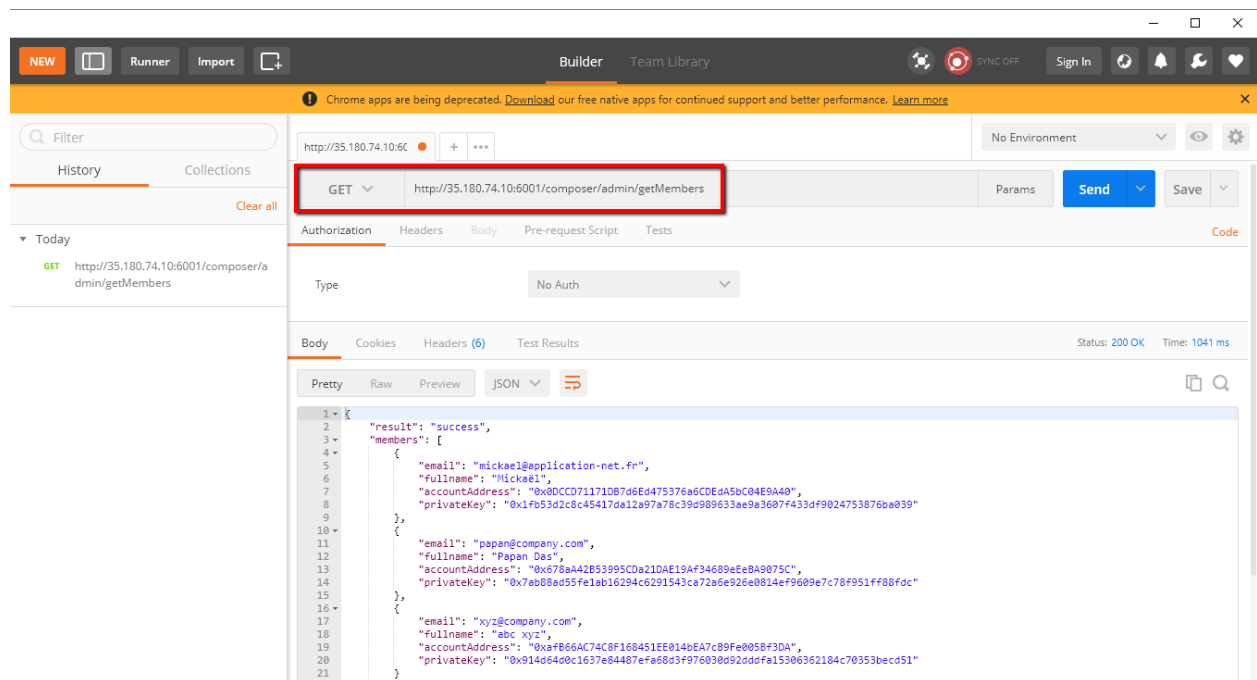 NEW
Runner
Import
Builder
Team Library
SYNC OFF
Sign In
Chrome apps are being deprecated. Download our free native apps for continued support and better performance. Learn more
Filter
History
Collections
Clear all
Today
GET http://35.180.74.10:6001/composer/a
dmin/getMembers
http://35.180.74.10:60
No Environment
GET
http://35.180.74.10:6001/composer/admin/getMembers
Params
Send
Save
Authorization
Headers
Body
Pre-request Script
Tests
Code
Type
No Auth
Body
Cookies
Headers (6)
Test Results
Status: 200 OK
Time: 1041 ms
Pretty
Raw
Preview
JSON
1 {
2 "result": "success",
3 "members": [
4 {
5 "email": "mickael@application-net.fr",
6 "fullname": "Mickaël",
7 "accountAddress": "0x0DCCD71171DB7d6Ed475376a6CDEdA5bC04E9A40",
8 "privateKey": "0x1fb53d2c8c45417da12a97a78c39d989633ae9a3607f433df9024753876ba039"
9 },
10 {
11 "email": "papan@company.com",
12 "fullname": "Papan Das",
13 "accountAddress": "0x678aA42B53995CDa21DAE19Af34689eEeBA9075C",
14 "privateKey": "0x7ab88ad55fe1ab16294c6291543ca72a6e926e0814ef9609e7c78f951ff88fdc"
15 },
16 {
17 "email": "xyz@company.com",
18 "fullname": "abc xyz",
19 "accountAddress": "0xafB66AC74C8F168451EE014bEA7cB9Fe005Bf3DA",
20 "privateKey": "0x914d64d0c1637e84487efa68d3f976030d92dddfa15306362184c70353becd51"
21 }